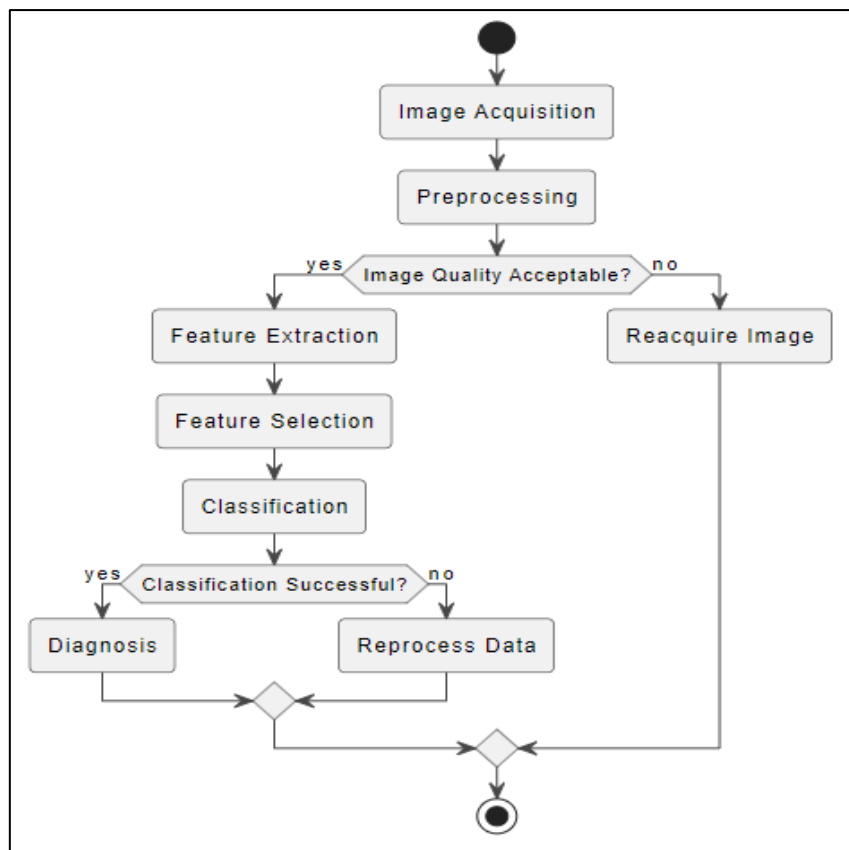 Image Acquisition
Preprocessing
yes
Image Quality Acceptable?
no
Feature Extraction
Reacquire Image
Feature Selection
Classification
yes
Classification Successful?
no
Diagnosis
Reprocess Data